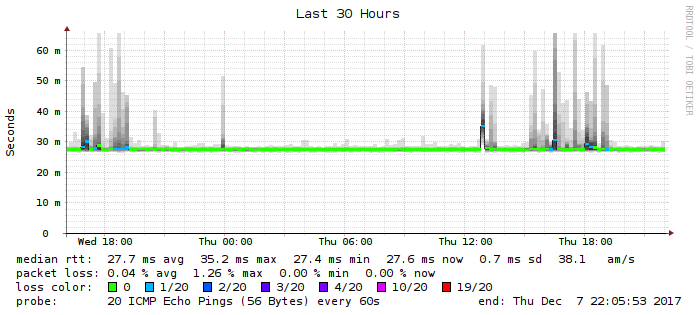 Last 30 Hours
RRDTOOL / TOBI OETIKER
Seconds
60 m
50 m
40 m
30 m
20 m
10 m
0
Wed 18:00 Thu 00:00 Thu 06:00 Thu 12:00 Thu 18:00
median rtt: 27.7 ms avg 35.2 ms max 27.4 ms min 27.6 ms now 0.7 ms sd 38.1 am/s
packet loss: 0.04 % avg 1.26 % max 0.00 % min 0.00 % now
loss color: 0 1/20 2/20 3/20 4/20 10/20 19/20
probe: 20 ICMP Echo Pings (56 Bytes) every 60s end: Thu Dec 7 22:05:53 2017